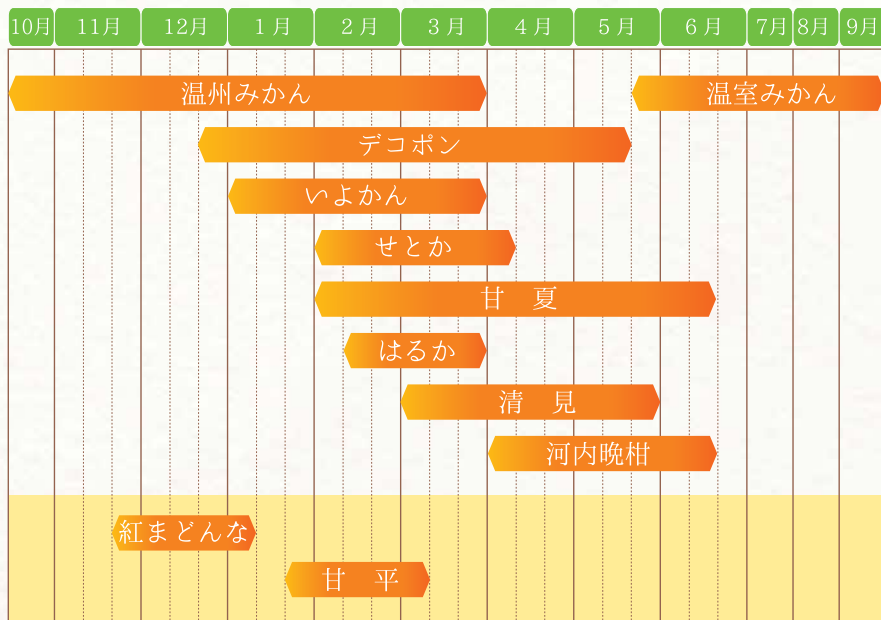 10月 11月 12月 1月 2月 3月 4月 5月 6月 7月 8月 9月
温州みかん 温室みかん
デコポン
いよかん
せとか
甘　夏
はるか
清　見
河内晩柑
紅まどんな
甘　平